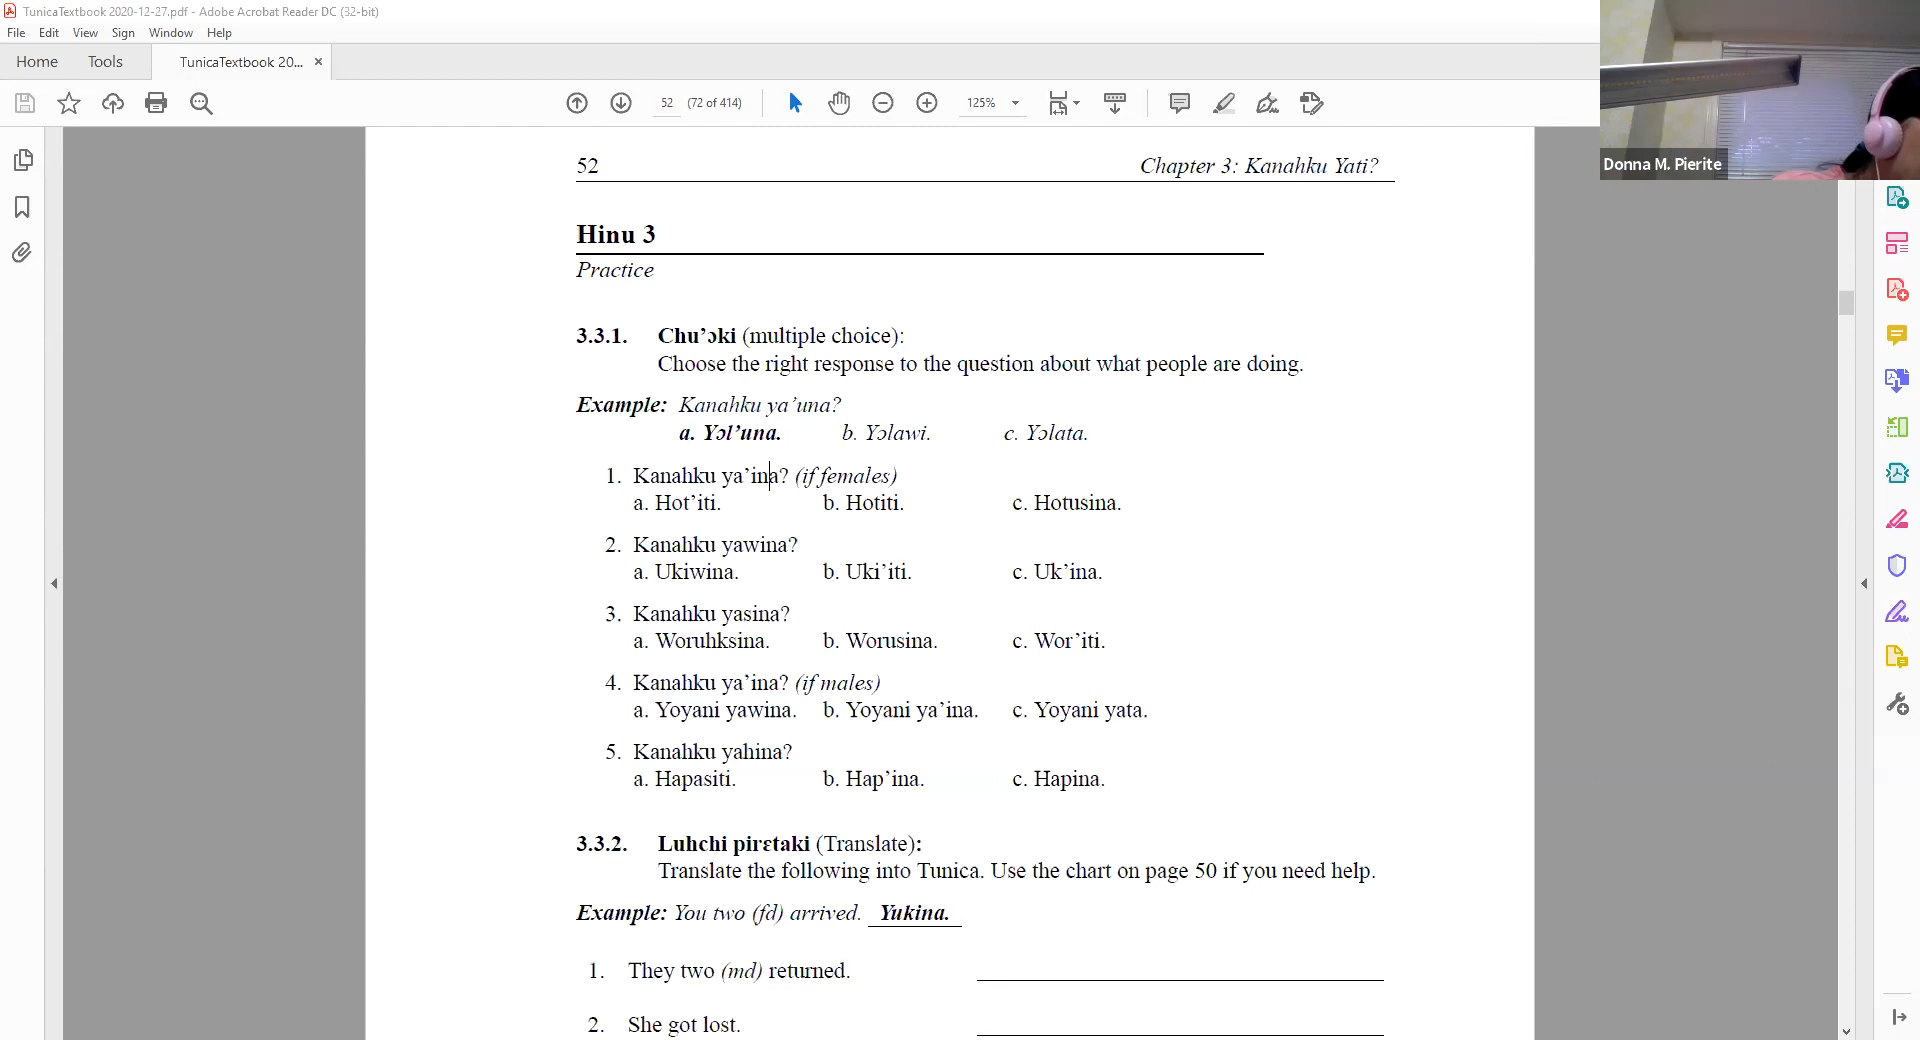 TunicaTextbook 2020-12-27.pdf - Adobe Acrobat Reader DC (32-bit)
File Edit View Sign Window Help
Home Tools TunicaTextbook 20... ×
52 (72 of 414) 125%
Donna M. Pierite
52 Chapter 3: Kanahku Yati?
Hinu 3
Practice
3.3.1. Chu’ɔki (multiple choice):
Choose the right response to the question about what people are doing.
Example: Kanahku ya’una?
a. Yɔl’una. b. Yɔlawi. c. Yɔlata.
1. Kanahku ya’ina? (if females)
a. Hot’iti. b. Hotiti. c. Hotusina.
2. Kanahku yawina?
a. Ukiwina. b. Uki’iti. c. Uk’ina.
3. Kanahku yasina?
a. Woruhksina. b. Worusina. c. Wor’iti.
4. Kanahku ya’ina? (if males)
a. Yoyani yawina. b. Yoyani ya’ina. c. Yoyani yata.
5. Kanahku yahina?
a. Hapasiti. b. Hap’ina. c. Hapina.
3.3.2. Luhchi pirɛtaki (Translate):
Translate the following into Tunica. Use the chart on page 50 if you need help.
Example: You two (fd) arrived. Yukina.
1. They two (md) returned.
2. She got lost.